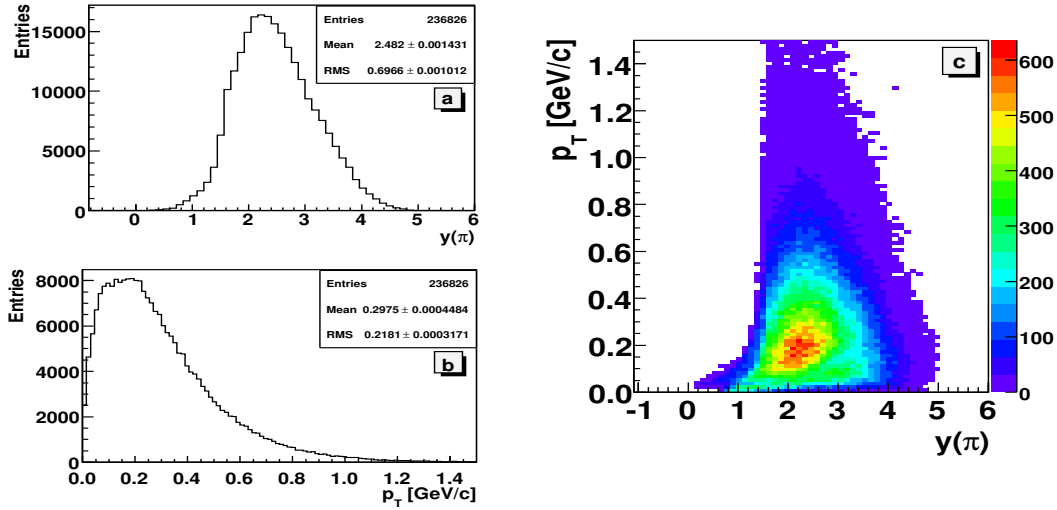 Entries
15000
10000
5000
0
Entries 236826
Mean 2.482 ± 0.001431
RMS 0.6966 ± 0.001012
a
0 1 2 3 4 5 6
y(π)
Entries
8000
6000
4000
2000
0
Entries 236826
Mean 0.2975 ± 0.0004484
RMS 0.2181 ± 0.0003171
b
0.0 0.2 0.4 0.6 0.8 1.0 1.2 1.4
p_T [GeV/c]
p_T [GeV/c]
1.4
1.2
1.0
0.8
0.6
0.4
0.2
0.0
c
-1 0 1 2 3 4 5 6
y(π)
600
500
400
300
200
100
0